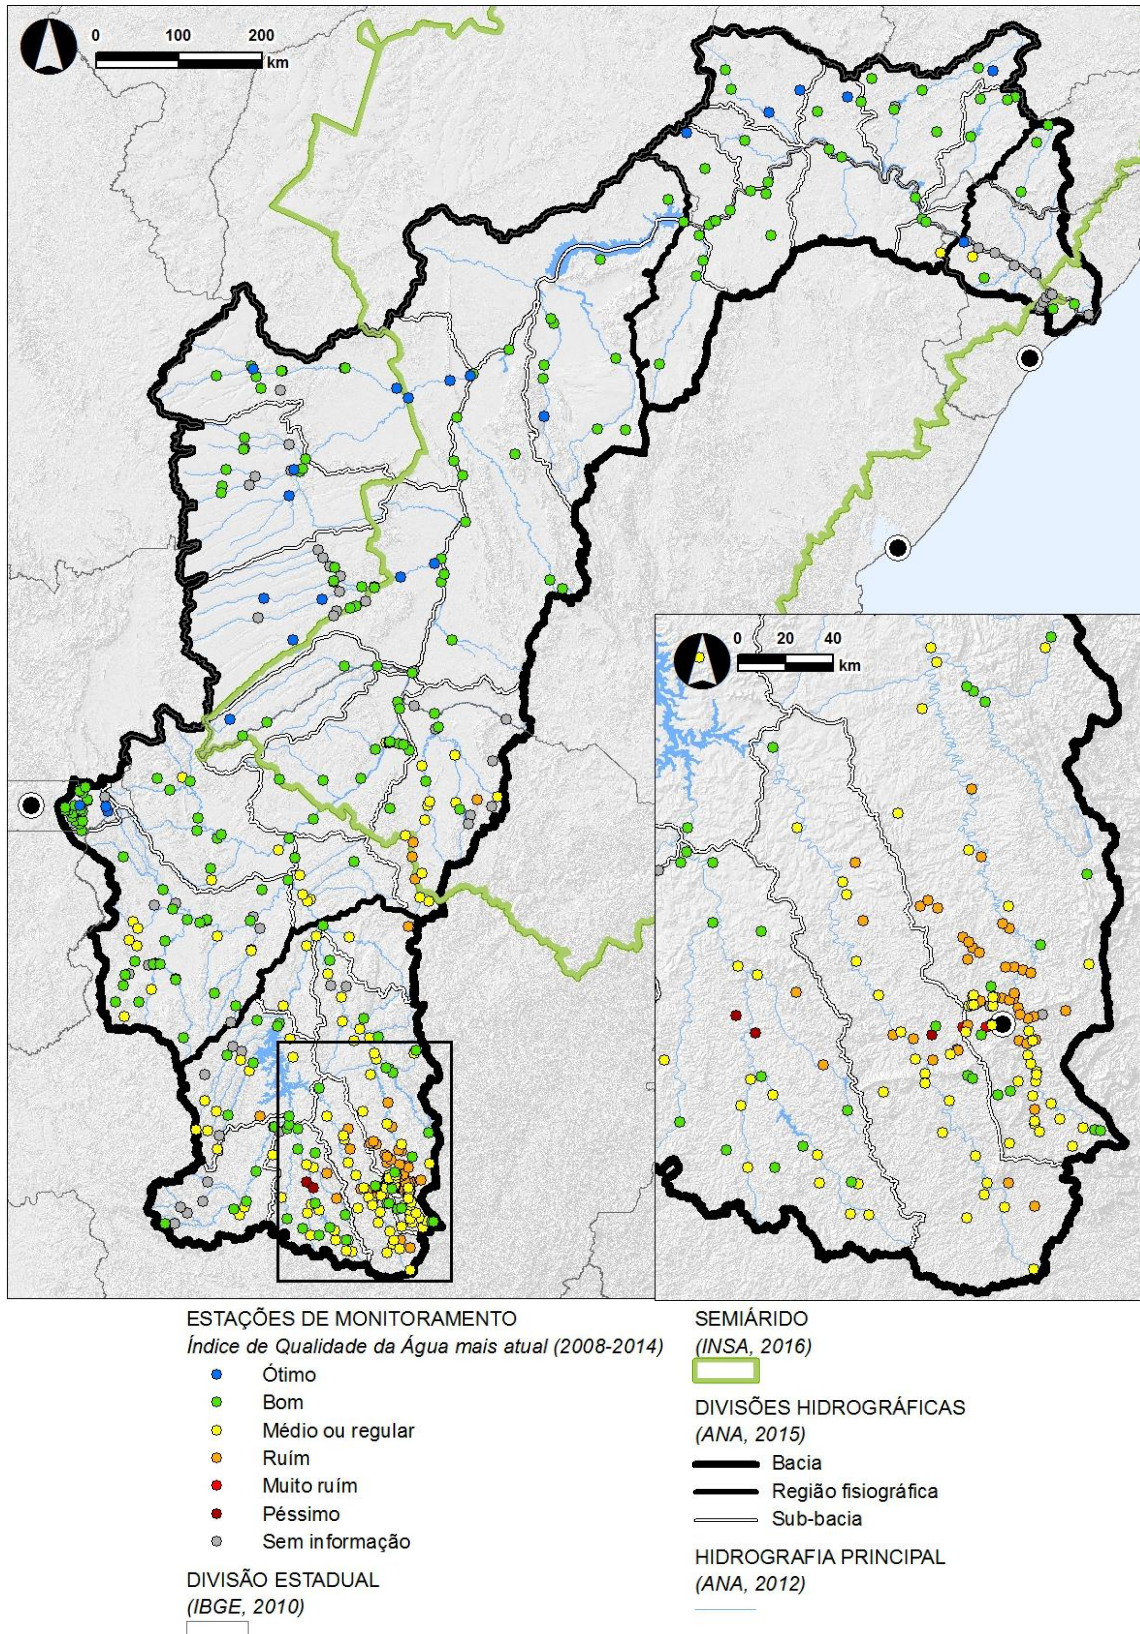 0 100 200
km
0 20 40
km
ESTAÇÕES DE MONITORAMENTO
Índice de Qualidade da Água mais atual (2008-2014)
Ótimo
Bom
Médio ou regular
Ruím
Muito ruím
Péssimo
Sem informação
DIVISÃO ESTADUAL
(IBGE, 2010)
SEMIÁRIDO
(INSA, 2016)
DIVISÕES HIDROGRÁFICAS
(ANA, 2015)
Bacia
Região fisiográfica
Sub-bacia
HIDROGRAFIA PRINCIPAL
(ANA, 2012)